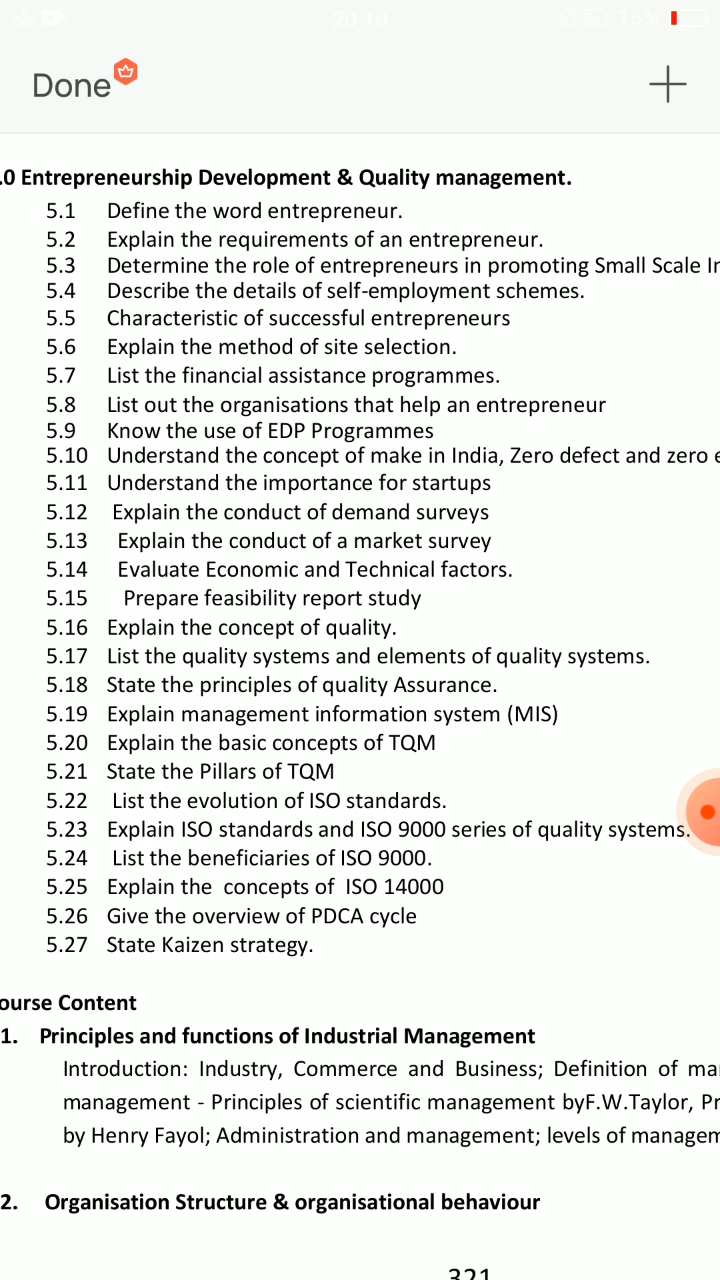 20:10
16%
Done
.0 Entrepreneurship Development & Quality management.
5.1 Define the word entrepreneur.
5.2 Explain the requirements of an entrepreneur.
5.3 Determine the role of entrepreneurs in promoting Small Scale
5.4 Describe the details of self-employment schemes.
5.5 Characteristic of successful entrepreneurs
5.6 Explain the method of site selection.
5.7 List the financial assistance programmes.
5.8 List out the organisations that help an entrepreneur
5.9 Know the use of EDP Programmes
5.10 Understand the concept of make in India, Zero defect and zero
5.11 Understand the importance for startups
5.12 Explain the conduct of demand surveys
5.13 Explain the conduct of a market survey
5.14 Evaluate Economic and Technical factors.
5.15 Prepare feasibility report study
5.16 Explain the concept of quality.
5.17 List the quality systems and elements of quality systems.
5.18 State the principles of quality Assurance.
5.19 Explain management information system (MIS)
5.20 Explain the basic concepts of TQM
5.21 State the Pillars of TQM
5.22 List the evolution of ISO standards.
5.23 Explain ISO standards and ISO 9000 series of quality systems.
5.24 List the beneficiaries of ISO 9000.
5.25 Explain the concepts of ISO 14000
5.26 Give the overview of PDCA cycle
5.27 State Kaizen strategy.
ourse Content
1. Principles and functions of Industrial Management
Introduction: Industry, Commerce and Business; Definition of
management - Principles of scientific management byF.W.Taylor,
by Henry Fayol; Administration and management; levels of
2. Organisation Structure & organisational behaviour
321